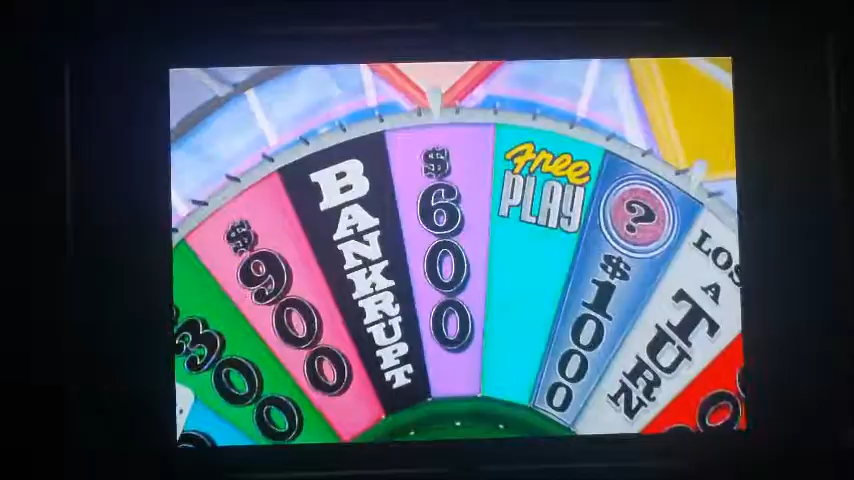 $300
$900
BANKRUPT
$600
Free
PLAY
?
$1000
LOSE
A
TURN